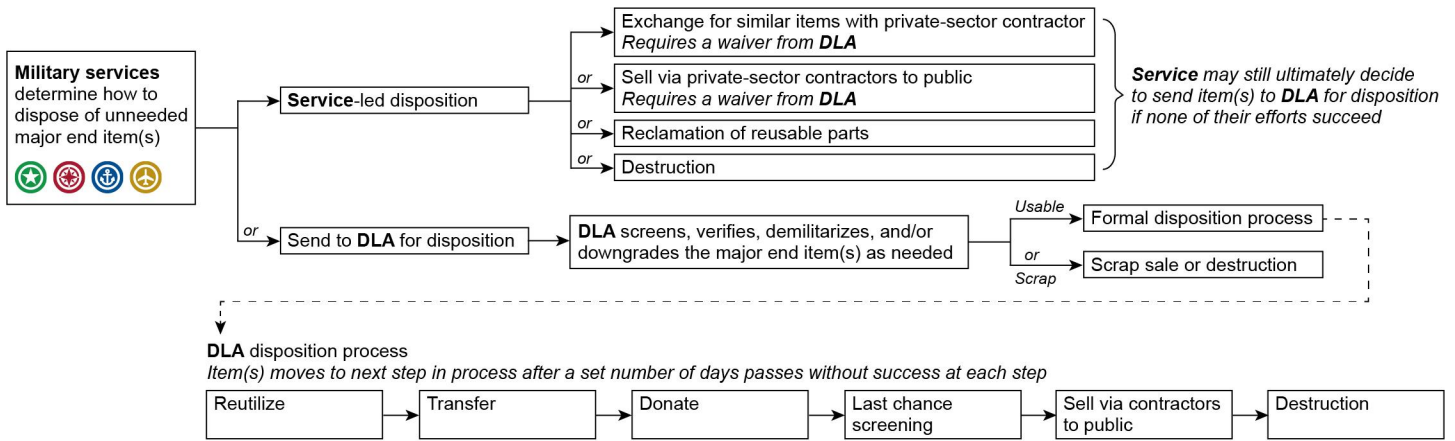 Military services
determine how to
dispose of unneeded
major end item(s)
Service-led disposition
Exchange for similar items with private-sector contractor
Requires a waiver from DLA
or
Sell via private-sector contractors to public
Requires a waiver from DLA
or
Reclamation of reusable parts
or
Destruction
Service may still ultimately decide
to send item(s) to DLA for disposition
if none of their efforts succeed
or
Send to DLA for disposition
DLA screens, verifies, demilitarizes, and/or
downgrades the major end item(s) as needed
Usable
Formal disposition process
or
Scrap
Scrap sale or destruction
DLA disposition process
Item(s) moves to next step in process after a set number of days passes without success at each step
Reutilize
Transfer
Donate
Last chance
screening
Sell via contractors
to public
Destruction